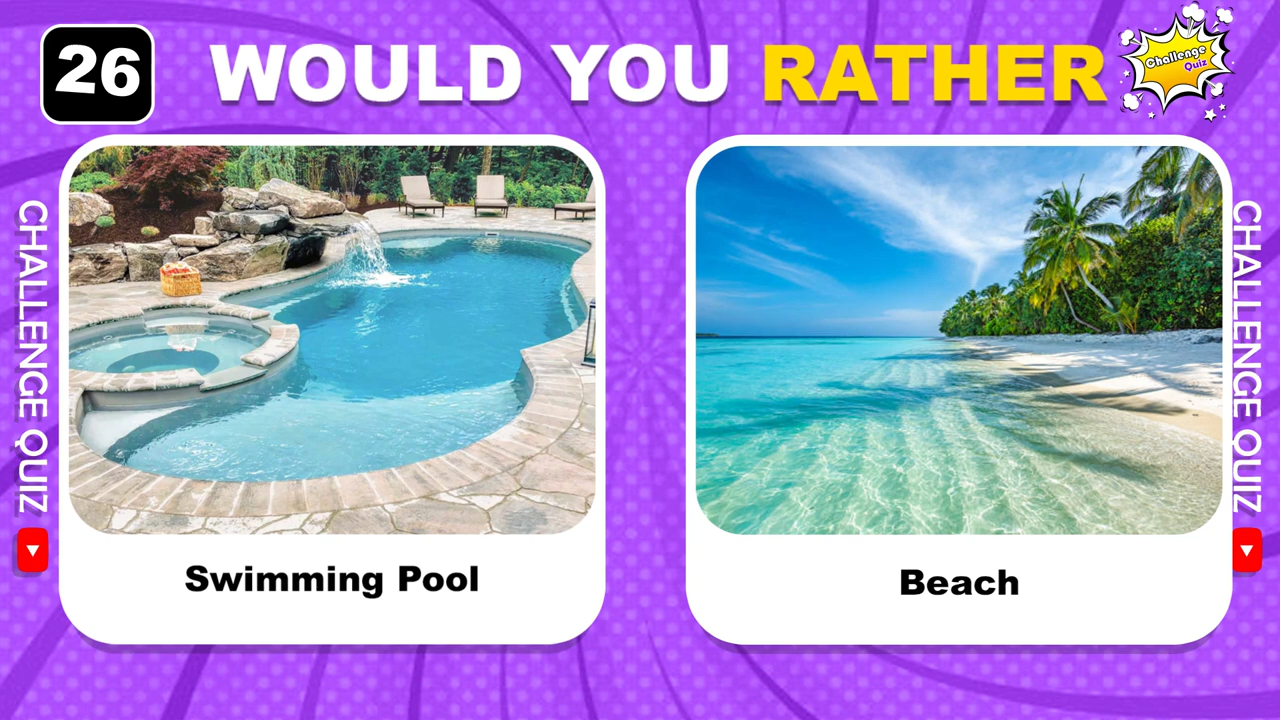 26
WOULD YOU RATHER
Challenge
Quiz
CHALLENGE QUIZ
CHALLENGE QUIZ
Swimming Pool
Beach